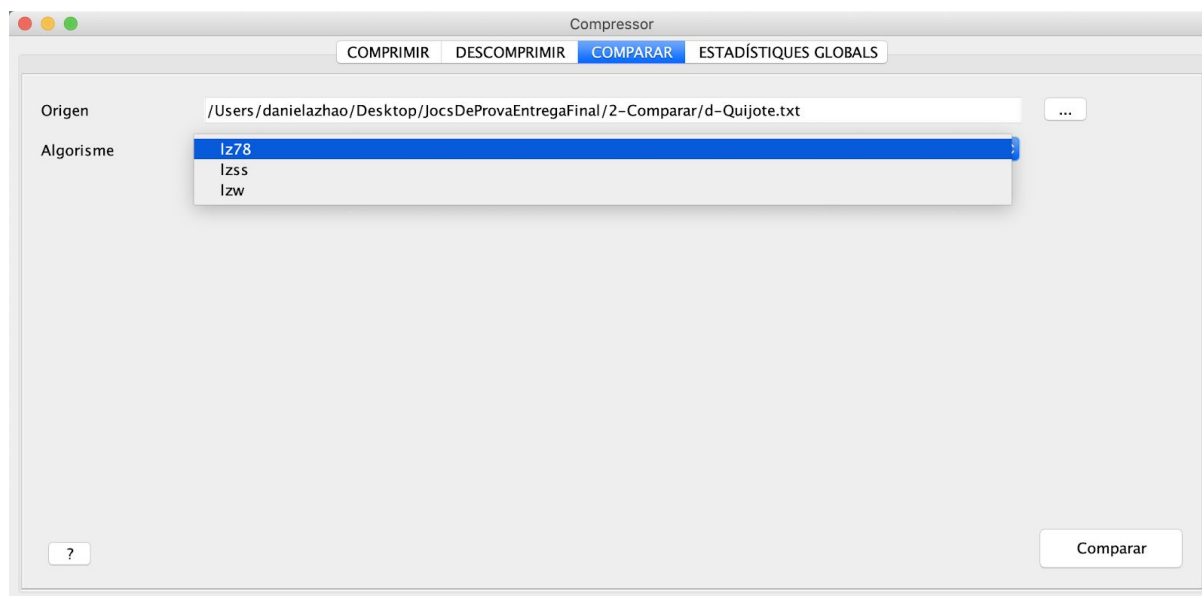 Compressor
COMPRIMIR DESCOMPRIMIR COMPARAR ESTADÍSTIQUES GLOBALS
Origen /Users/danielazhao/Desktop/JocsDeProvaEntregaFinal/2-Comparar/d-Quijote.txt ...
Algorisme lz78
lzss
lzw
? Comparar